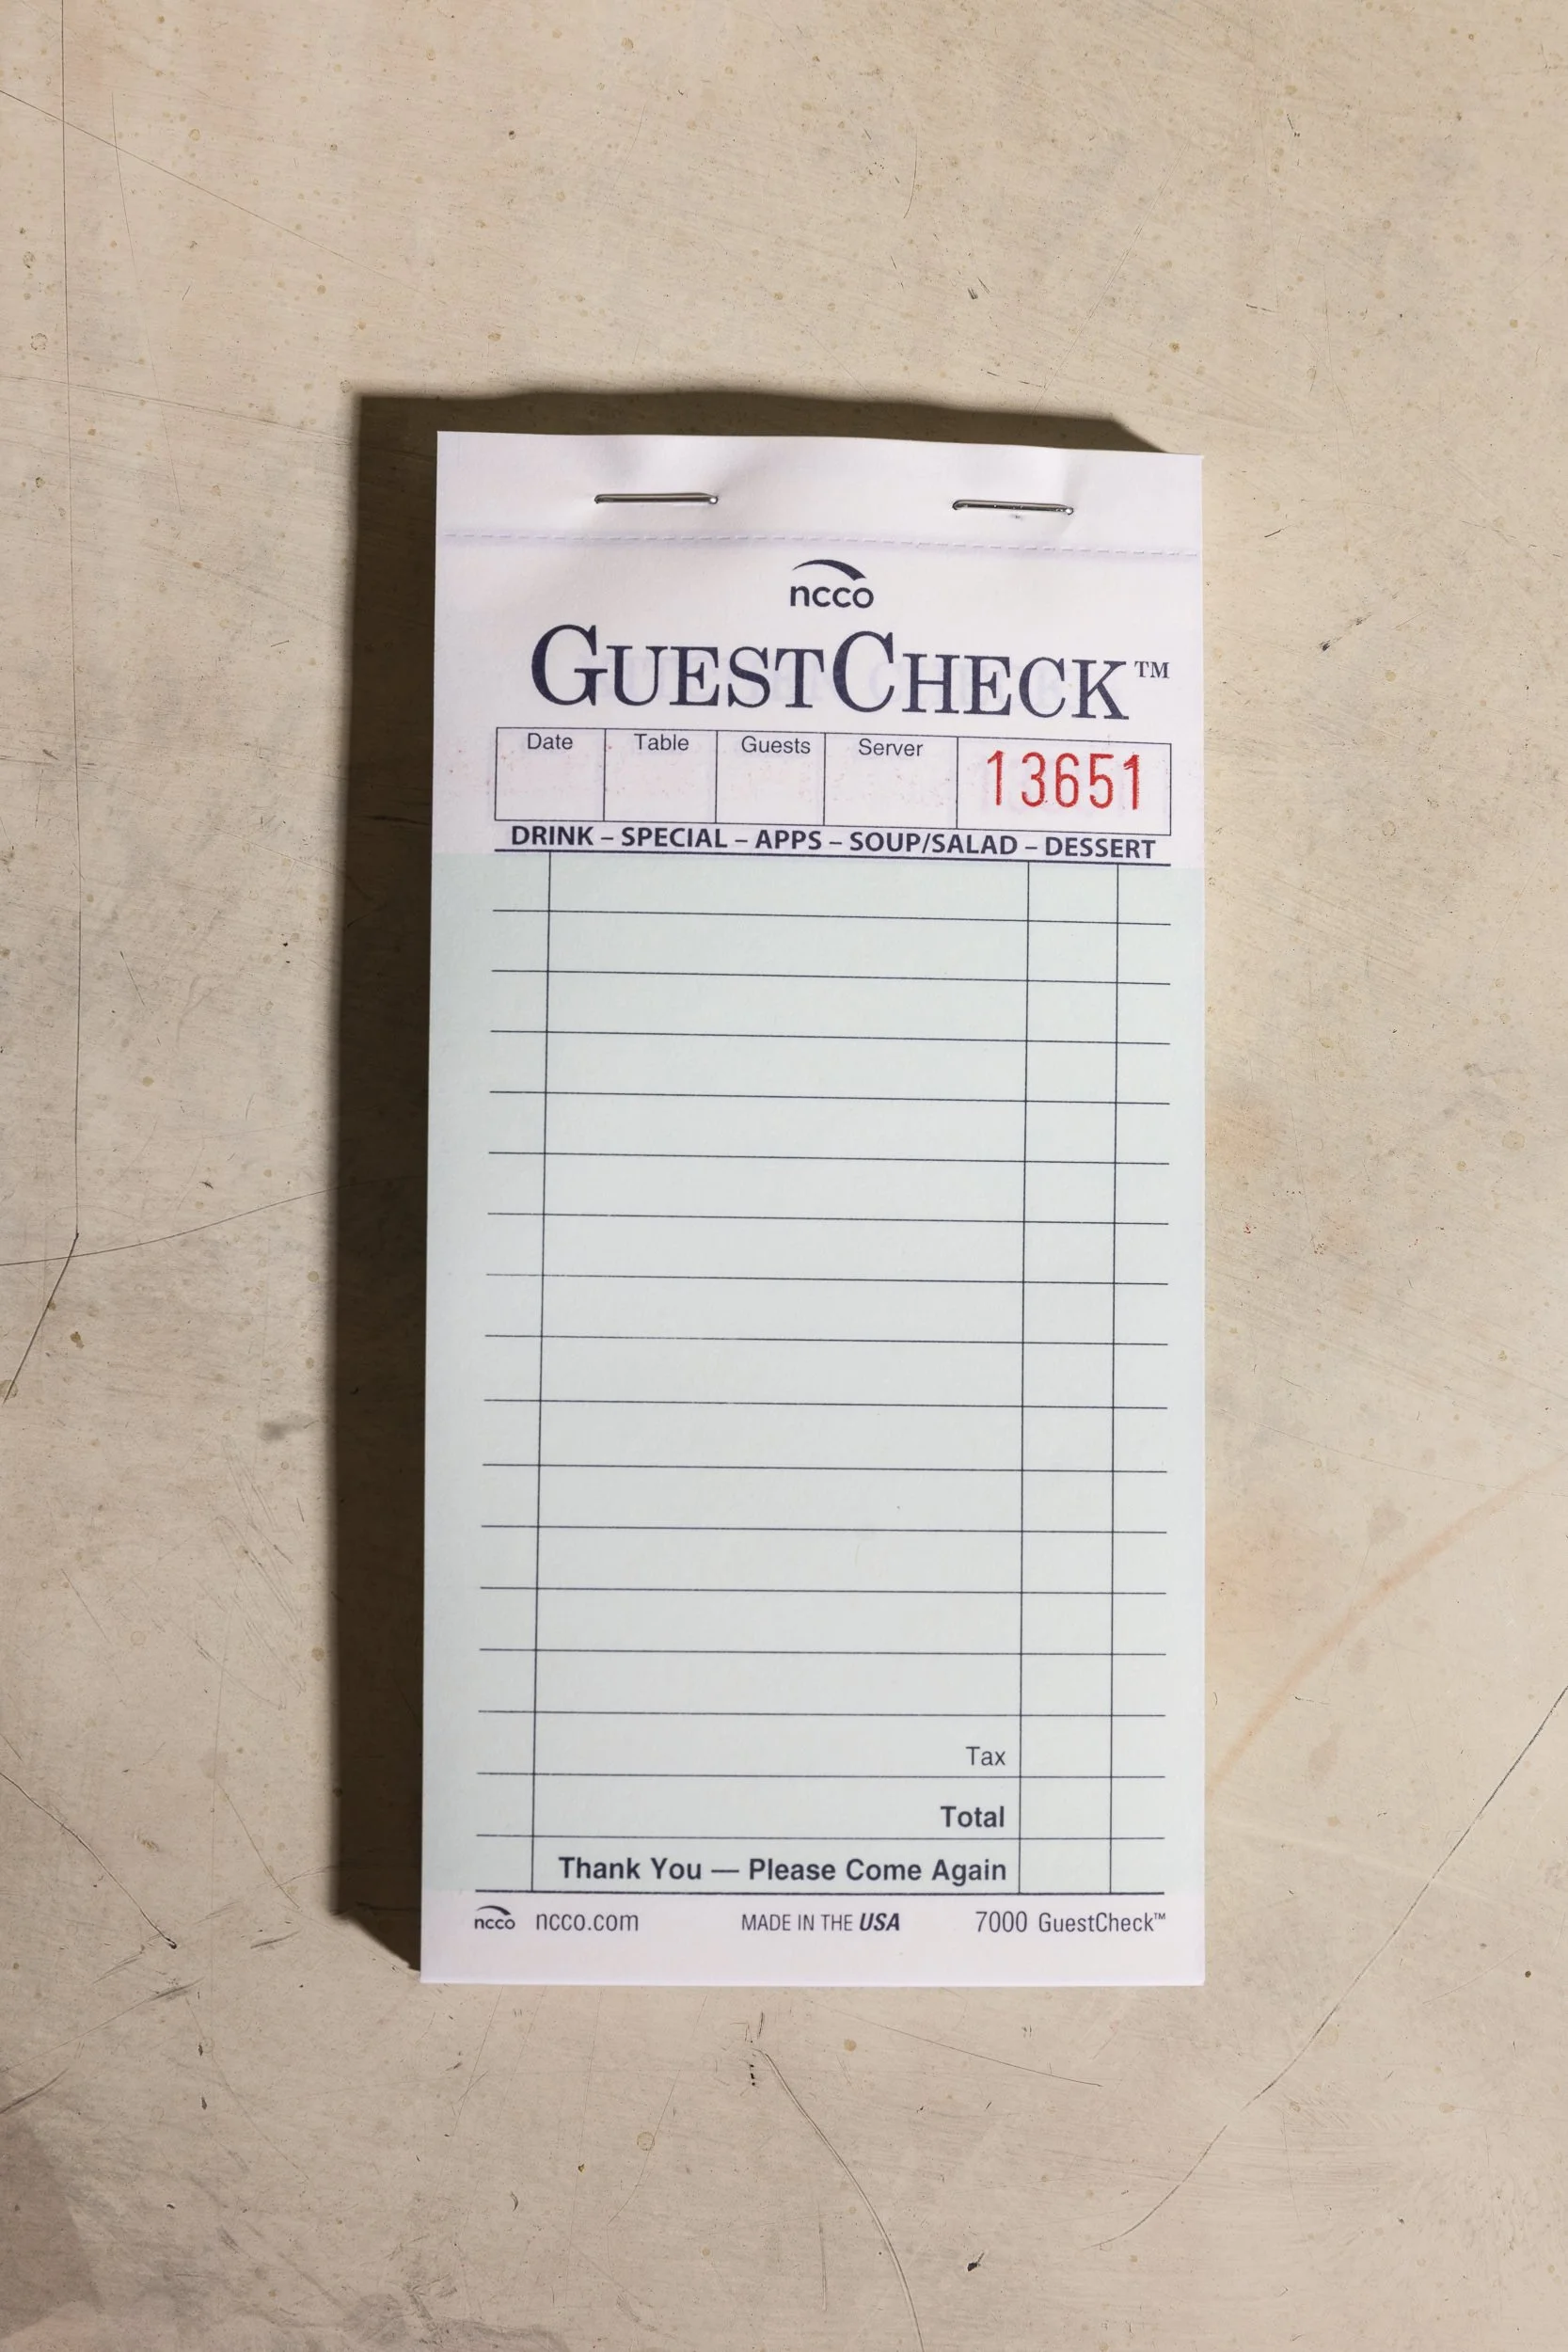 ncco
GUESTCHECK™
Date Table Guests Server 13651
DRINK – SPECIAL – APPS – SOUP/SALAD – DESSERT
Tax
Total
Thank You — Please Come Again
ncco ncco.com MADE IN THE USA 7000 GuestCheck™